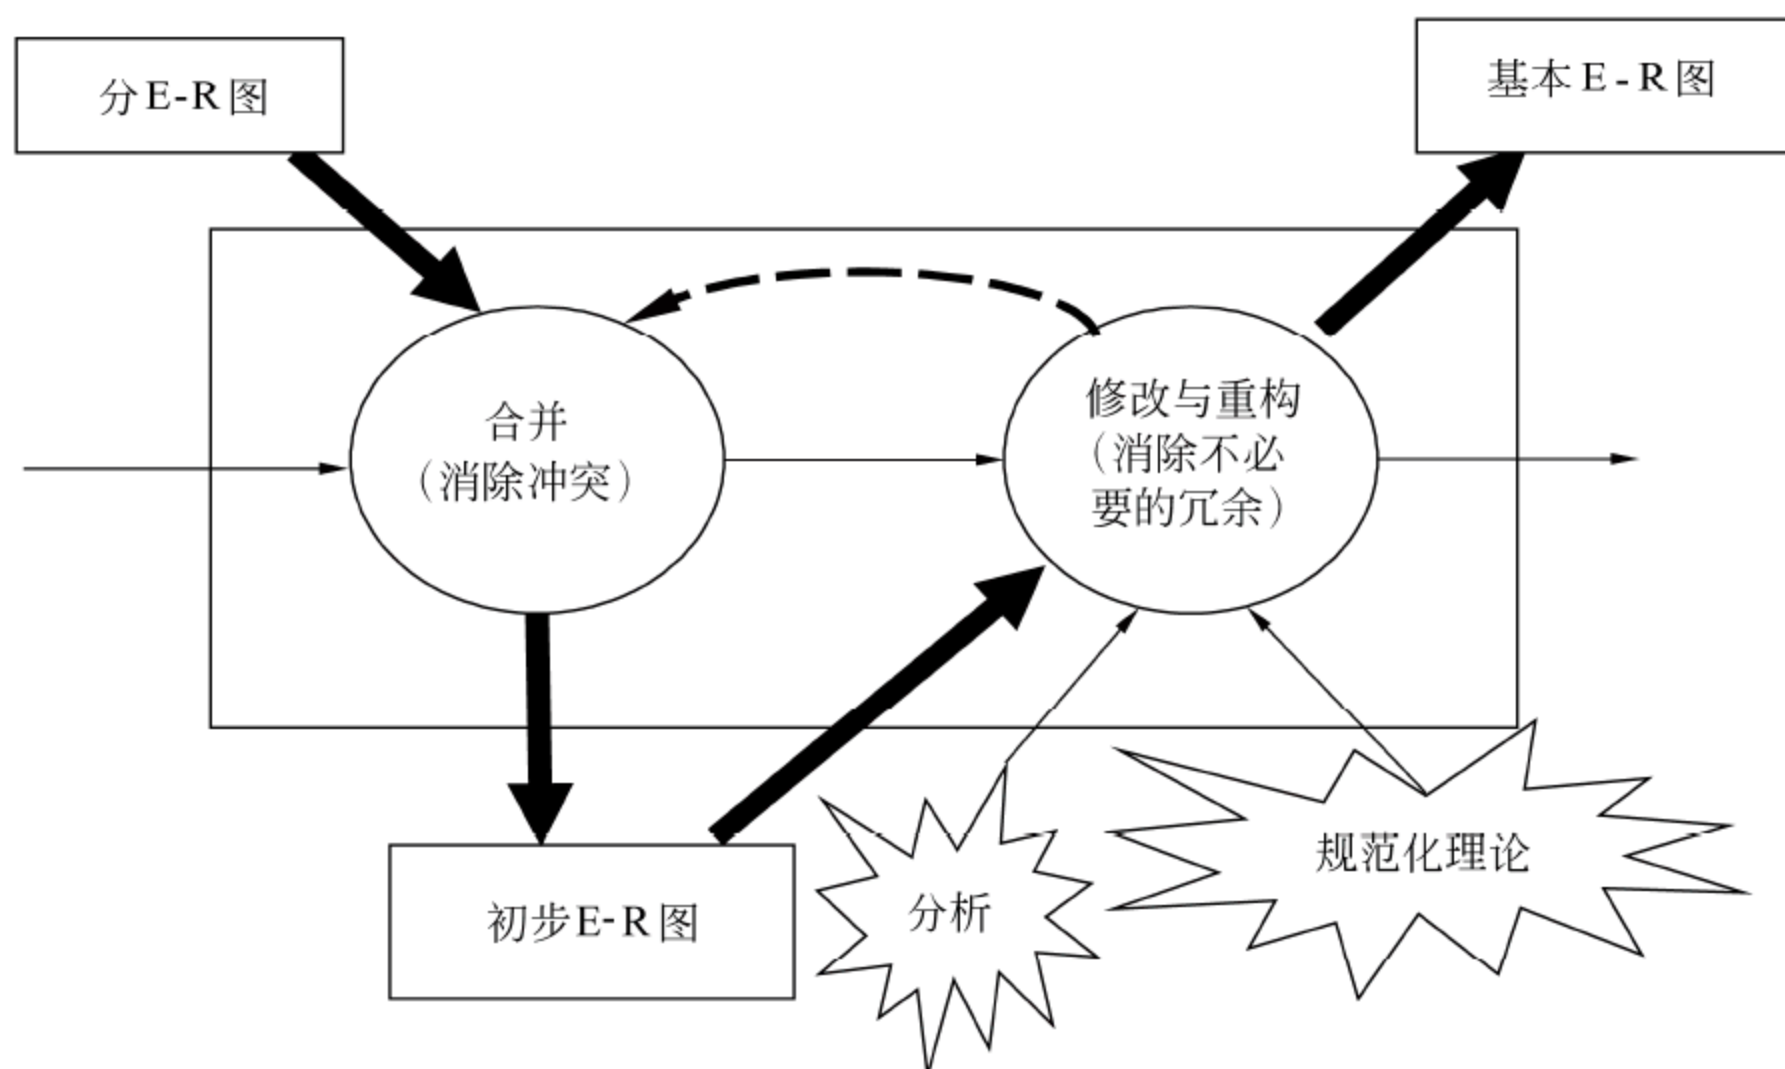 分E-R图
基本E-R图
合并
（消除冲突）
修改与重构
（消除不必
要的冗余）
初步E-R图
分析
规范化理论